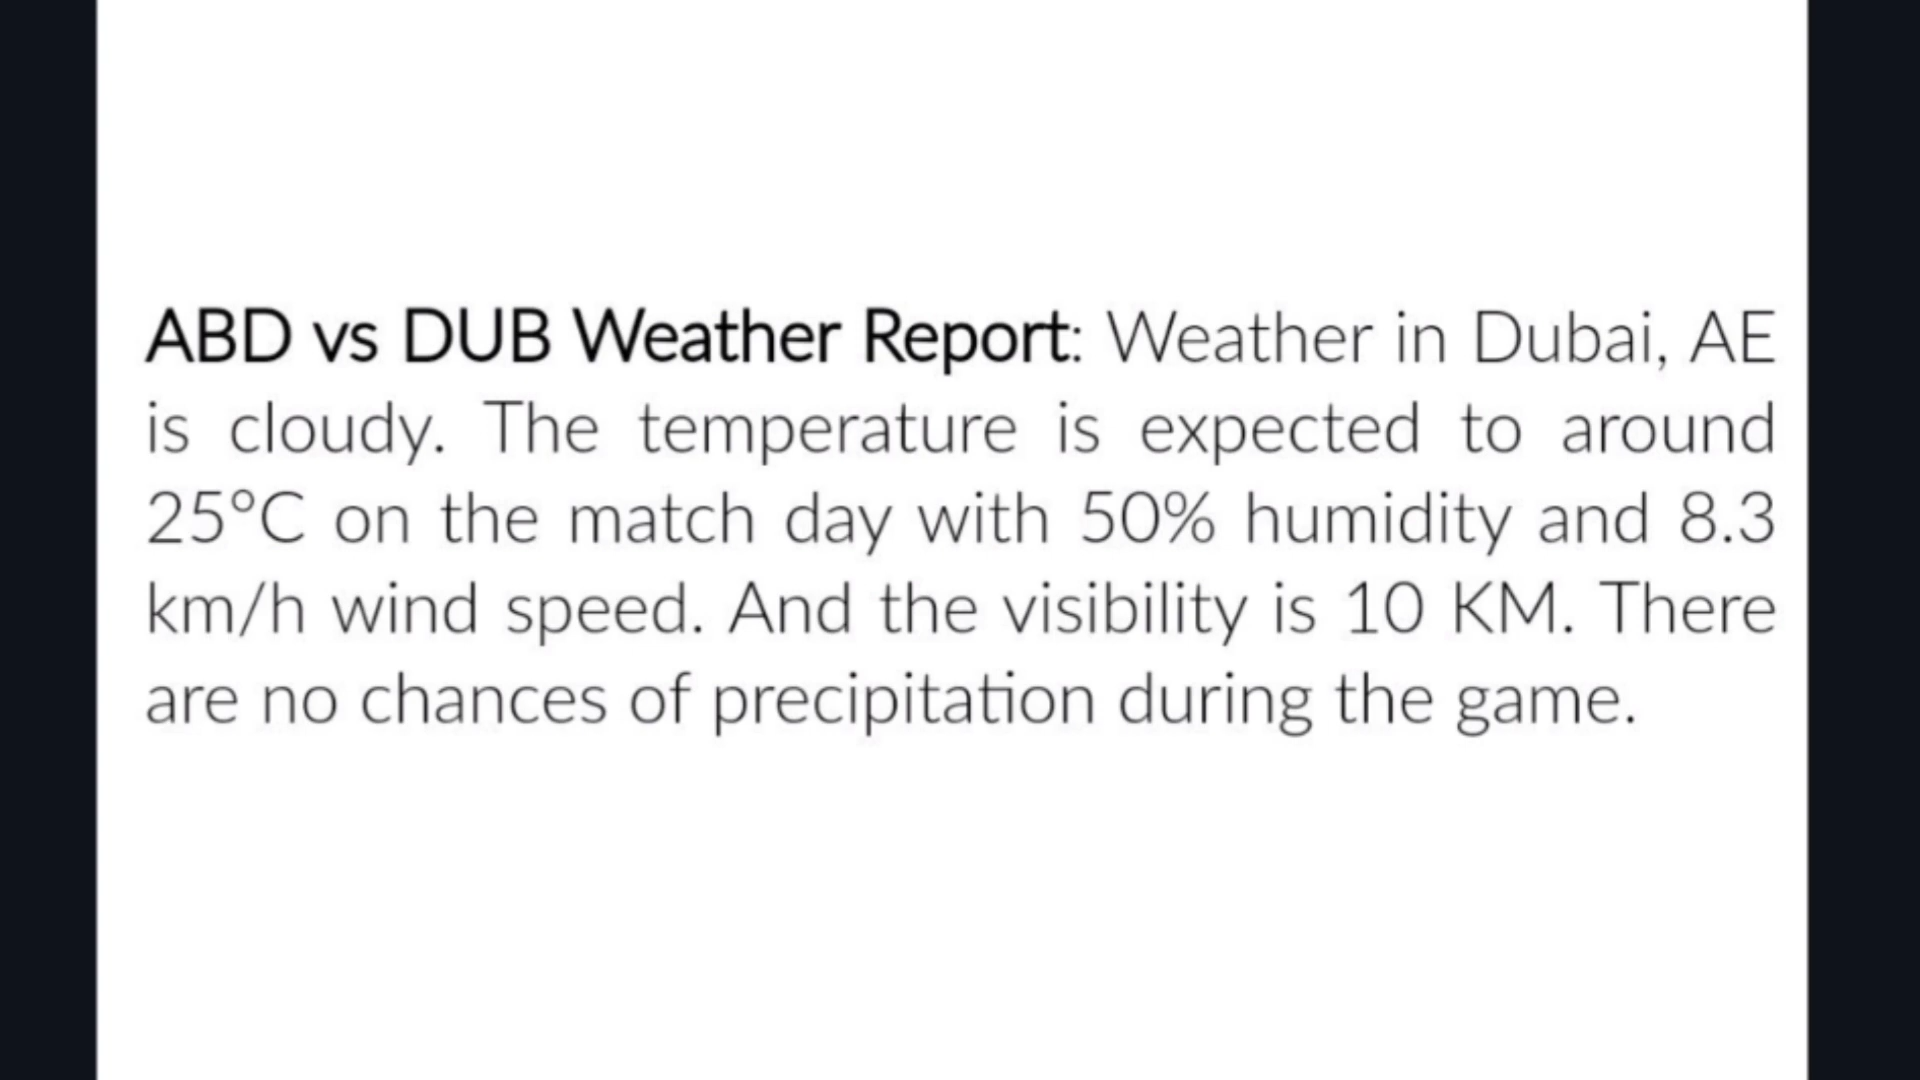 ABD vs DUB Weather Report: Weather in Dubai, AE
is cloudy. The temperature is expected to around
25°C on the match day with 50% humidity and 8.3
km/h wind speed. And the visibility is 10 KM. There
are no chances of precipitation during the game.